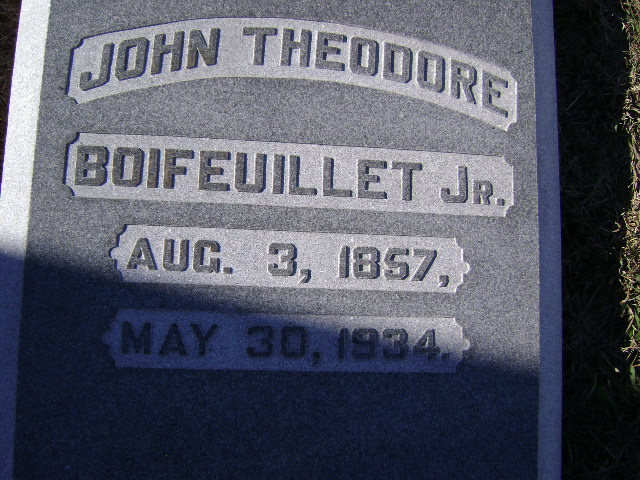 JOHN THEODORE
BOIFEUILLET JR.
AUG. 3, 1857,
MAY 30, 1934.